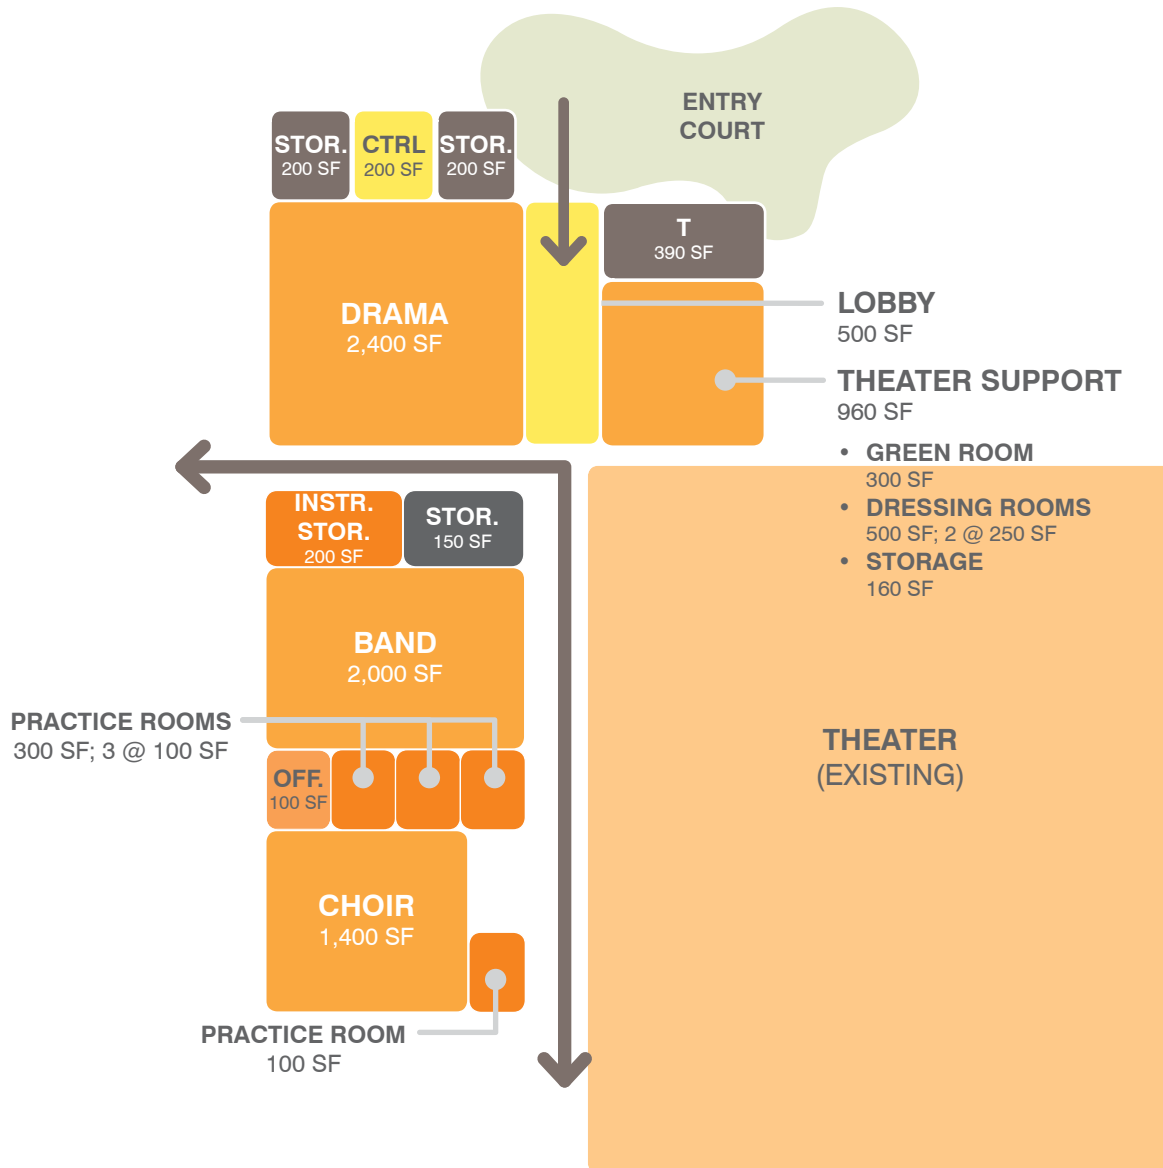 ENTRY
COURT
STOR.
200 SF
CTRL
200 SF
STOR.
200 SF
T
390 SF
DRAMA
2,400 SF
LOBBY
500 SF
THEATER SUPPORT
960 SF
• GREEN ROOM
300 SF
• DRESSING ROOMS
500 SF; 2 @ 250 SF
• STORAGE
160 SF
INSTR.
STOR.
200 SF
STOR.
150 SF
BAND
2,000 SF
PRACTICE ROOMS
300 SF; 3 @ 100 SF
THEATER
(EXISTING)
OFF.
100 SF
CHOIR
1,400 SF
PRACTICE ROOM
100 SF